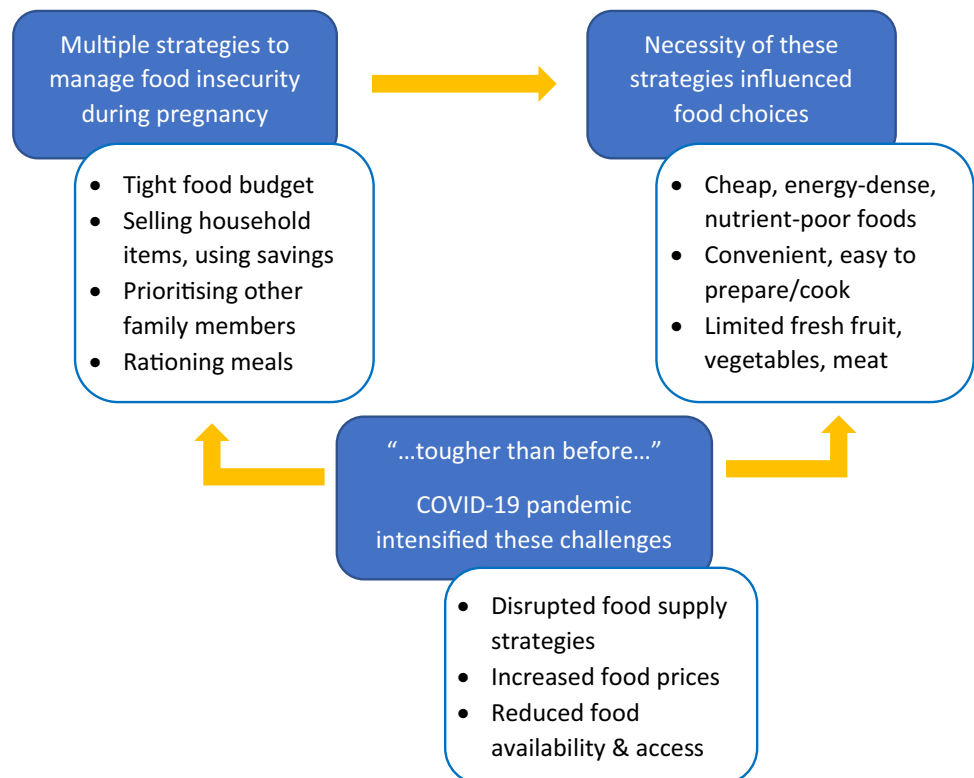 Multiple strategies to
manage food insecurity
during pregnancy
• Tight food budget
• Selling household
items, using savings
• Prioritising other
family members
• Rationing meals
Necessity of these
strategies influenced
food choices
• Cheap, energy-dense,
nutrient-poor foods
• Convenient, easy to
prepare/cook
• Limited fresh fruit,
vegetables, meat
“…tougher than before…”
COVID-19 pandemic
intensified these challenges
• Disrupted food supply
strategies
• Increased food prices
• Reduced food
availability & access